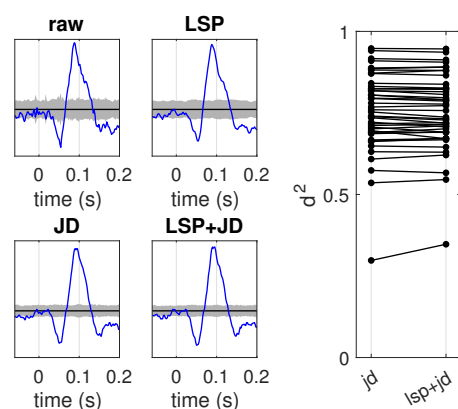 raw
0 0.1 0.2
time (s)
LSP
0 0.1 0.2
time (s)
JD
0 0.1 0.2
time (s)
LSP+JD
0 0.1 0.2
time (s)
1
0.5
0
d²
jd
lsp+jd